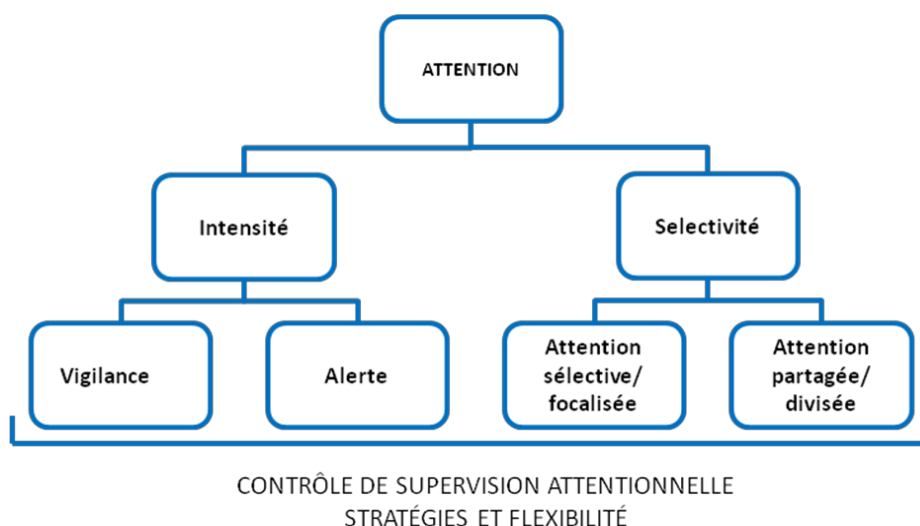 ATTENTION
Intensité
Selectivité
Vigilance
Alerte
Attention
sélective/
focalisée
Attention
partagée/
divisée
CONTRÔLE DE SUPERVISION ATTENTIONNELLE
STRATÉGIES ET FLEXIBILITÉ